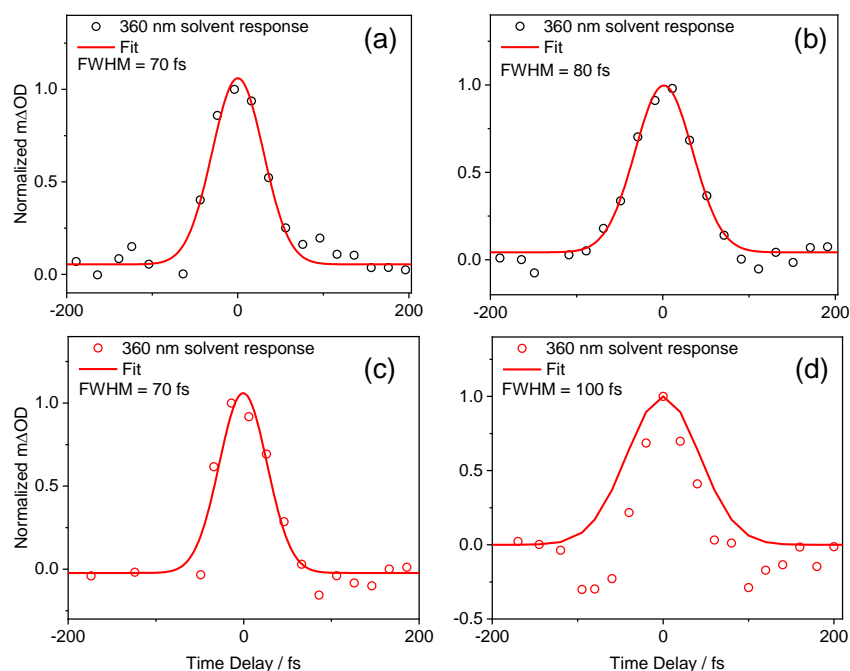 360 nm solvent response
Fit
FWHM = 70 fs
(a)
Normalized mΔOD
1.0
0.5
0.0
-200
0
200
360 nm solvent response
Fit
FWHM = 80 fs
(b)
1.0
0.5
0.0
-200
0
200
360 nm solvent response
Fit
FWHM = 70 fs
(c)
Normalized mΔOD
1.0
0.5
0.0
-200
0
200
Time Delay / fs
360 nm solvent response
Fit
FWHM = 100 fs
(d)
1.0
0.5
0.0
-0.5
-200
0
200
Time Delay / fs